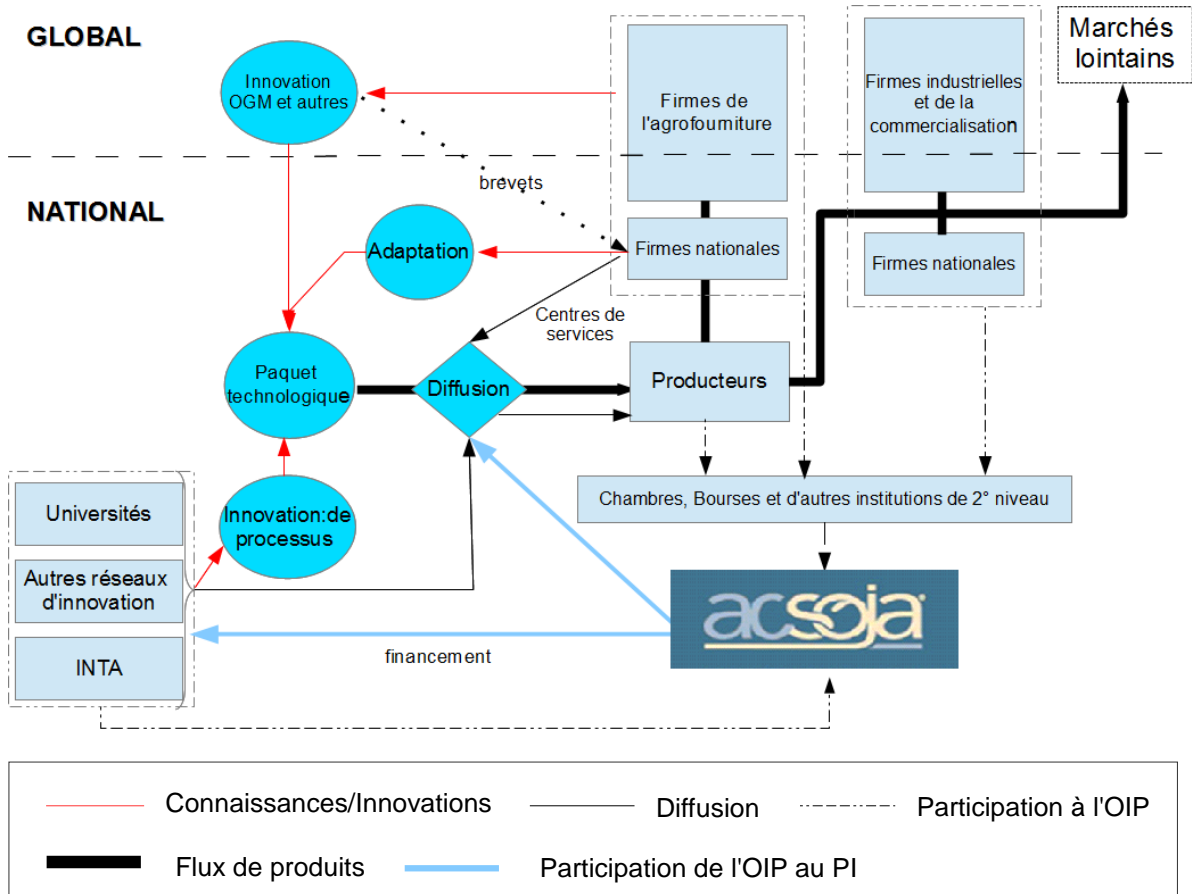 GLOBAL
Innovation
OGM et autres
Firmes de
l'agrofourniture
Firmes industrielles
et de la
commercialisation
Marchés
lointains
brevets
NATIONAL
Adaptation
Firmes nationales
Firmes nationales
Centres de
services
Paquet
technologique
Diffusion
Producteurs
Universités
Autres réseaux
d'innovation
INTA
Innovation:de
processus
Chambres, Bourses et d'autres institutions de 2° niveau
acsoja
financement
Connaissances/Innovations
Diffusion
Participation à l'OIP
Flux de produits
Participation de l'OIP au PI